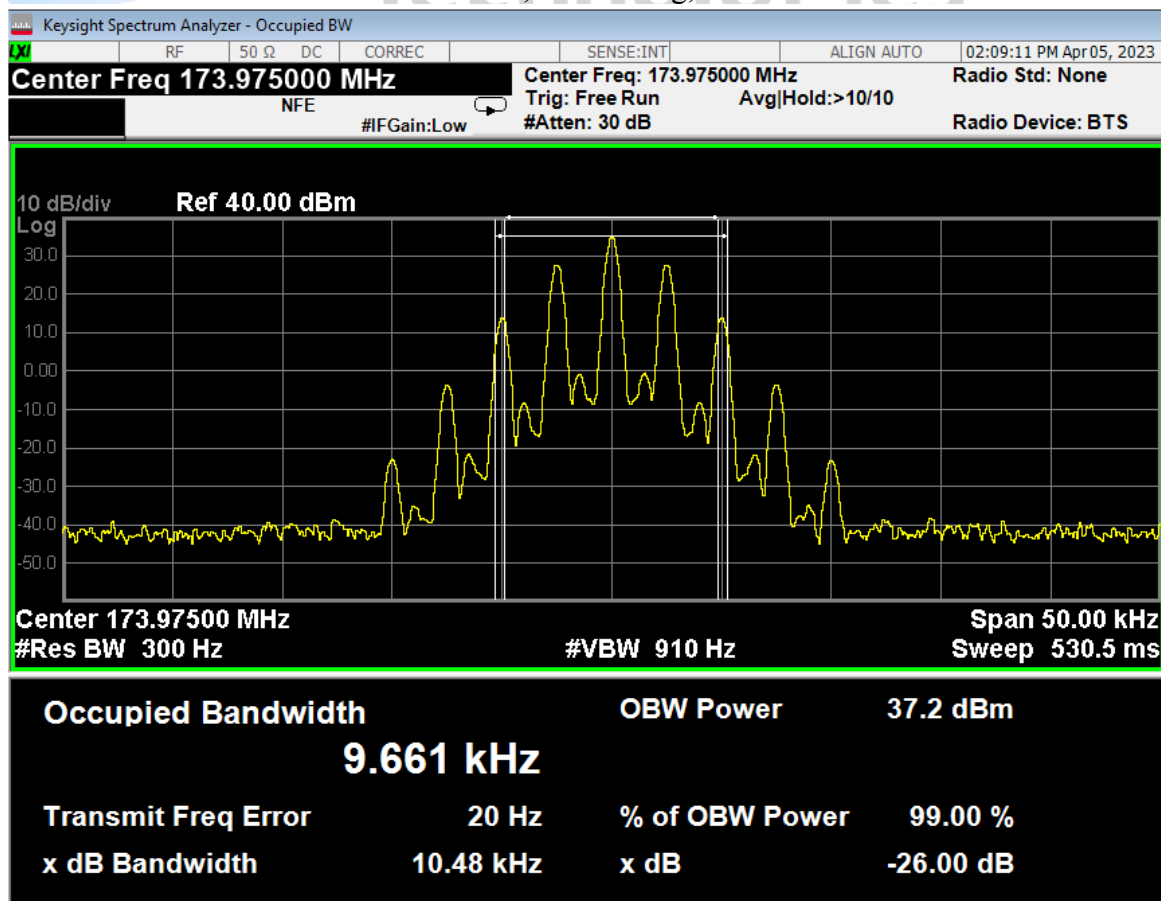 Keysight Spectrum Analyzer - Occupied BW
LXI RF 50 Ω DC CORREC SENSE:INT ALIGN AUTO 02:09:11 PM Apr 05, 2023
Center Freq 173.975000 MHz Center Freq: 173.975000 MHz Radio Std: None
NFE Trig: Free Run Avg|Hold:>10/10
#IFGain:Low #Atten: 30 dB Radio Device: BTS
10 dB/div Ref 40.00 dBm
Log
30.0
20.0
10.0
0.00
-10.0
-20.0
-30.0
-40.0
-50.0
Center 173.97500 MHz Span 50.00 kHz
#Res BW 300 Hz #VBW 910 Hz Sweep 530.5 ms
Occupied Bandwidth OBW Power 37.2 dBm
9.661 kHz
Transmit Freq Error 20 Hz % of OBW Power 99.00 %
x dB Bandwidth 10.48 kHz x dB -26.00 dB